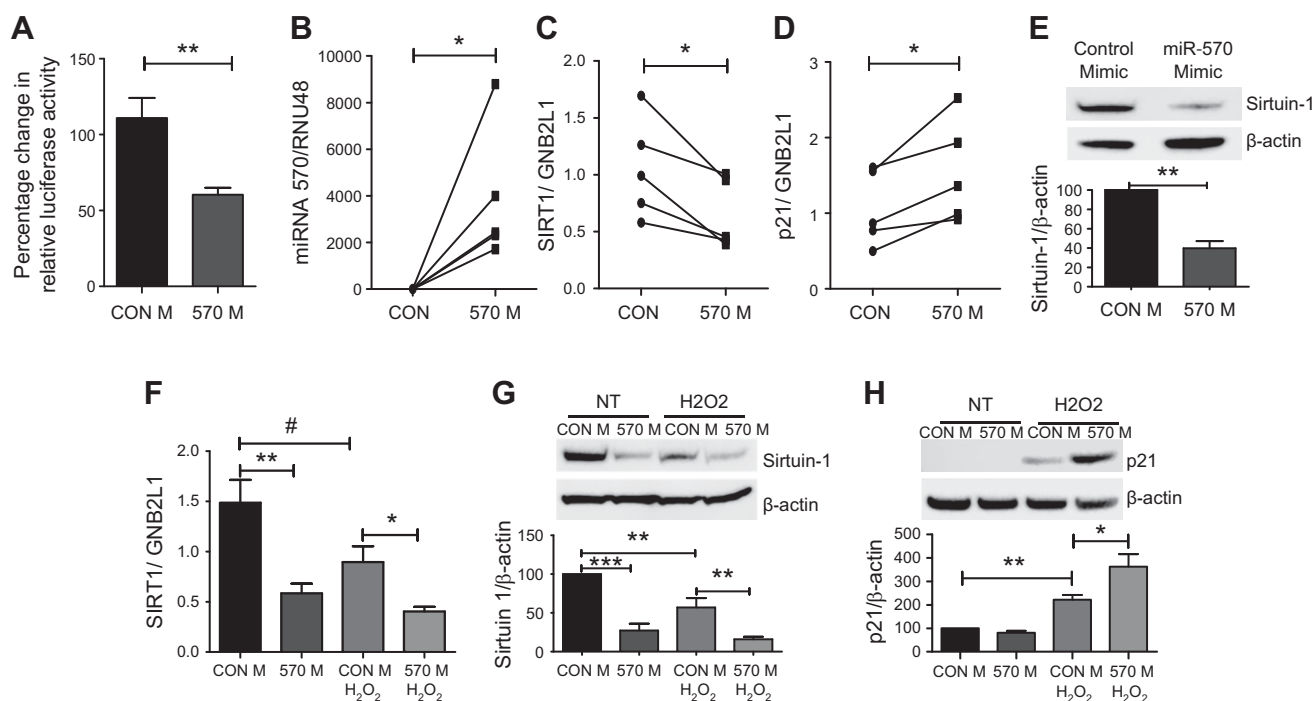 A
**
Percentage change in
relative luciferase activity
150
100
50
0
CON M 570 M
B
*
miRNA 570/RNU48
10000
8000
6000
4000
2000
0
CON 570 M
C
*
SIRT1/ GNB2L1
2.0
1.5
1.0
0.5
0.0
CON 570 M
D
*
p21/ GNB2L1
3
2
1
0
CON 570 M
E
Control miR-570
Mimic Mimic
Sirtuin-1
β-actin
**
Sirtuin-1/β-actin
100
80
60
40
20
0
CON M 570 M
F
#
**
*
SIRT1/ GNB2L1
2.0
1.5
1.0
0.5
0.0
CON M 570 M CON M 570 M
H₂O₂ H₂O₂
G
NT H2O2
CON M 570 M CON M 570 M
Sirtuin-1
β-actin
**
***
**
Sirtuin 1/β-actin
150
100
50
0
CON M 570 M CON M 570 M
H₂O₂ H₂O₂
H
NT H2O2
CON M 570 M CON M 570 M
p21
β-actin
*
**
p21/β-actin
500
400
300
200
100
0
CON M 570 M CON M 570 M
H₂O₂ H₂O₂